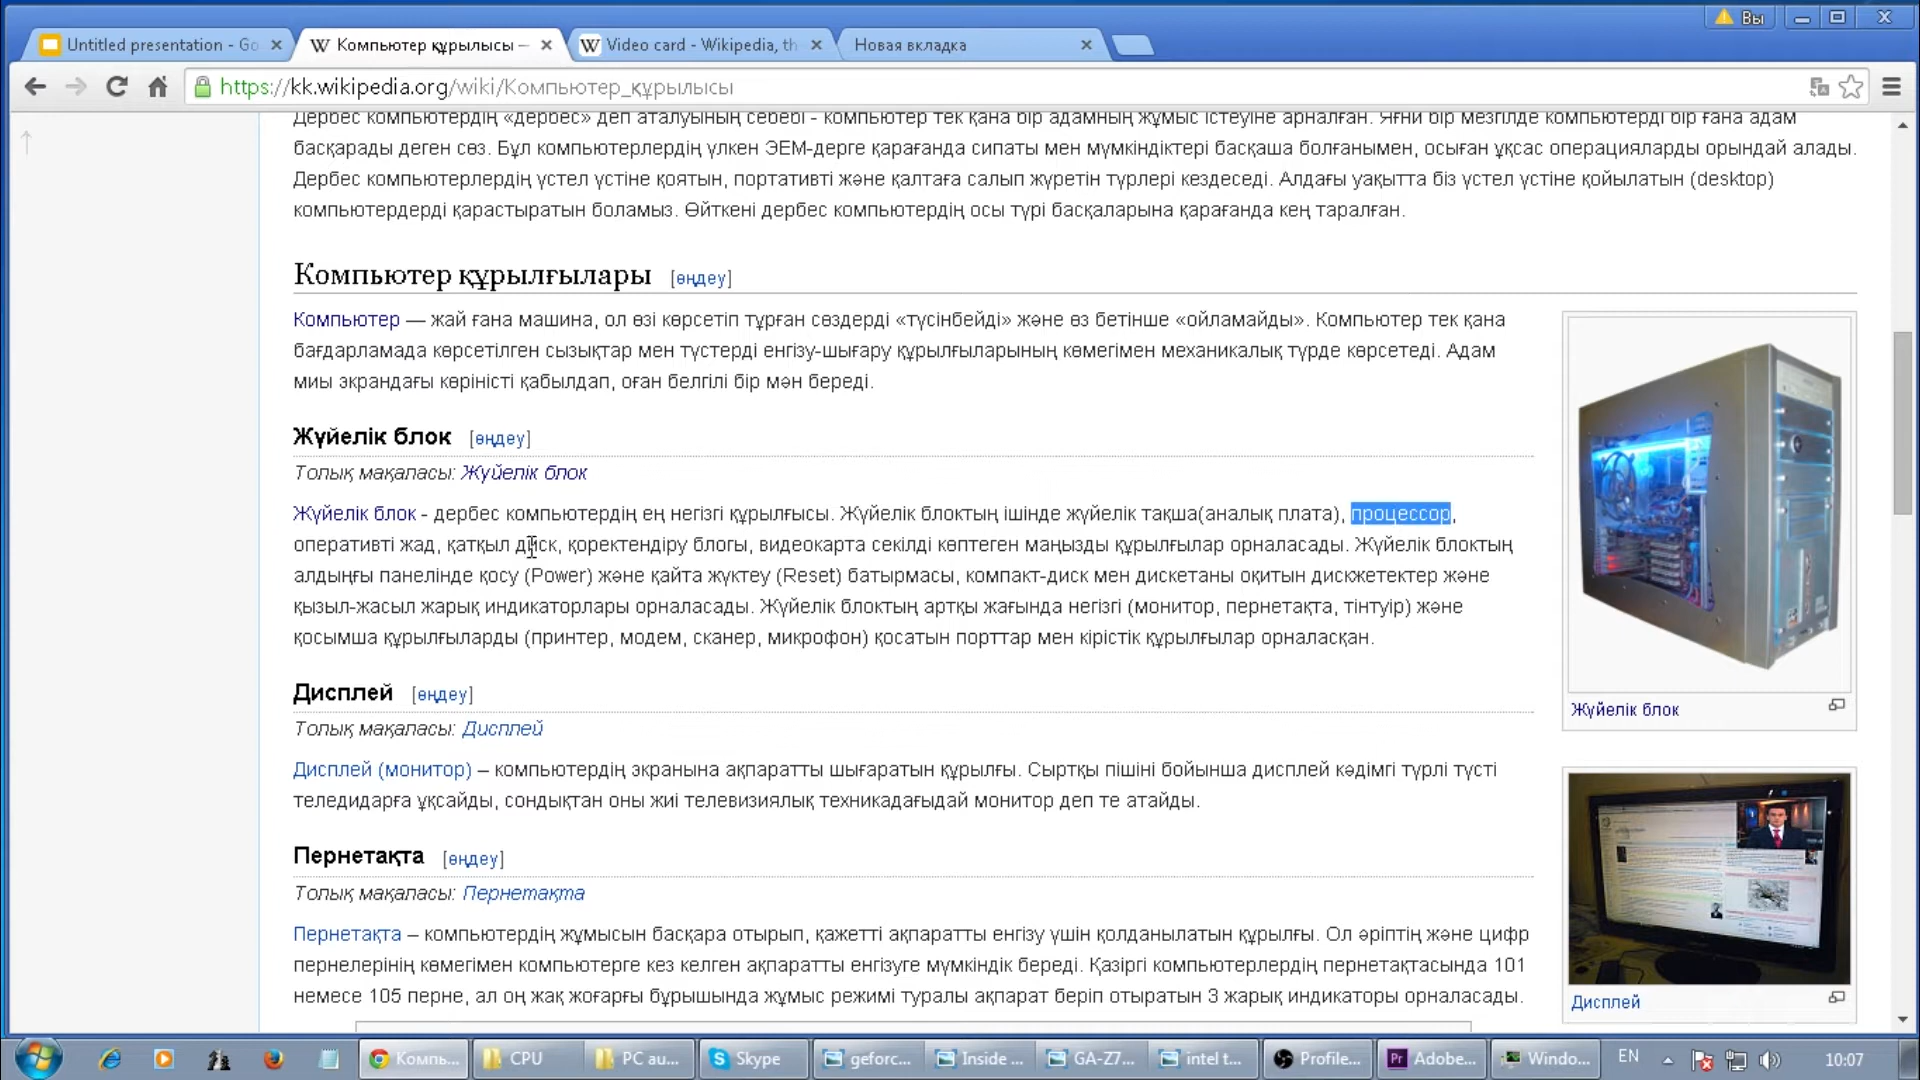 Вы
Untitled presentation - Go
Компьютер құрылысы –
Video card - Wikipedia, th
Новая вкладка
https://kk.wikipedia.org/wiki/Компьютер_құрылысы
Дербес компьютердің «дербес» деп аталуының себебі - компьютер тек қана бір адамның жұмыс істеуіне арналған. Яғни бір мезгілде компьютерді бір ғана адам
басқарады деген сөз. Бұл компьютерлердің үлкен ЭЕМ-дерге қарағанда сипаты мен мүмкіндіктері басқаша болғанымен, осыған ұқсас операцияларды орындай алады.
Дербес компьютерлердің үстел үстіне қоятын, портативті және қалтаға салып жүретін түрлері кездеседі. Алдағы уақытта біз үстел үстіне қойылатын (desktop)
компьютердерді қарастыратын боламыз. Өйткені дербес компьютердің осы түрі басқаларына қарағанда кең таралған.
Компьютер құрылғылары [өңдеу]
Компьютер — жай ғана машина, ол өзі көрсетіп тұрған сөздерді «түсінбейді» және өз бетінше «ойламайды». Компьютер тек қана
бағдарламада көрсетілген сызықтар мен түстерді енгізу-шығару құрылғыларының көмегімен механикалық түрде көрсетеді. Адам
миы экрандағы көріністі қабылдап, оған белгілі бір мән береді.
Жүйелік блок [өңдеу]
Толық мақаласы: Жүйелік блок
Жүйелік блок - дербес компьютердің ең негізгі құрылғысы. Жүйелік блоктың ішінде жүйелік тақша(аналық плата), процессор,
оперативті жад, қатқыл диск, қоректендіру блогы, видеокарта секілді көптеген маңызды құрылғылар орналасады. Жүйелік блоктың
алдыңғы панелінде қосу (Power) және қайта жүктеу (Reset) батырмасы, компакт-диск мен дискетаны оқитын дискжетектер және
қызыл-жасыл жарық индикаторлары орналасады. Жүйелік блоктың артқы жағында негізгі (монитор, пернетақта, тінтуір) және
қосымша құрылғыларды (принтер, модем, сканер, микрофон) қосатын порттар мен кірістік құрылғылар орналасқан.
Жүйелік блок
Дисплей [өңдеу]
Толық мақаласы: Дисплей
Дисплей (монитор) – компьютердің экранына ақпаратты шығаратын құрылғы. Сыртқы пішіні бойынша дисплей кәдімгі түрлі түсті
теледидарға ұқсайды, сондықтан оны жиі телевизиялық техникадағыдай монитор деп те атайды.
Пернетақта [өңдеу]
Толық мақаласы: Пернетақта
Пернетақта – компьютердің жұмысын басқара отырып, қажетті ақпаратты енгізу үшін қолданылатын құрылғы. Ол әріптің және цифр
пернелерінің көмегімен компьютерге кез келген ақпаратты енгізуге мүмкіндік береді. Қазіргі компьютерлердің пернетақтасында 101
немесе 105 перне, ал оң жақ жоғарғы бұрышында жұмыс режимі туралы ақпарат беріп отыратын 3 жарық индикаторы орналасады.
Дисплей
Компь... CPU PC au... Skype geforc... Inside ... GA-Z7... intel t... Profile... Adobe... Windo... EN 10:07